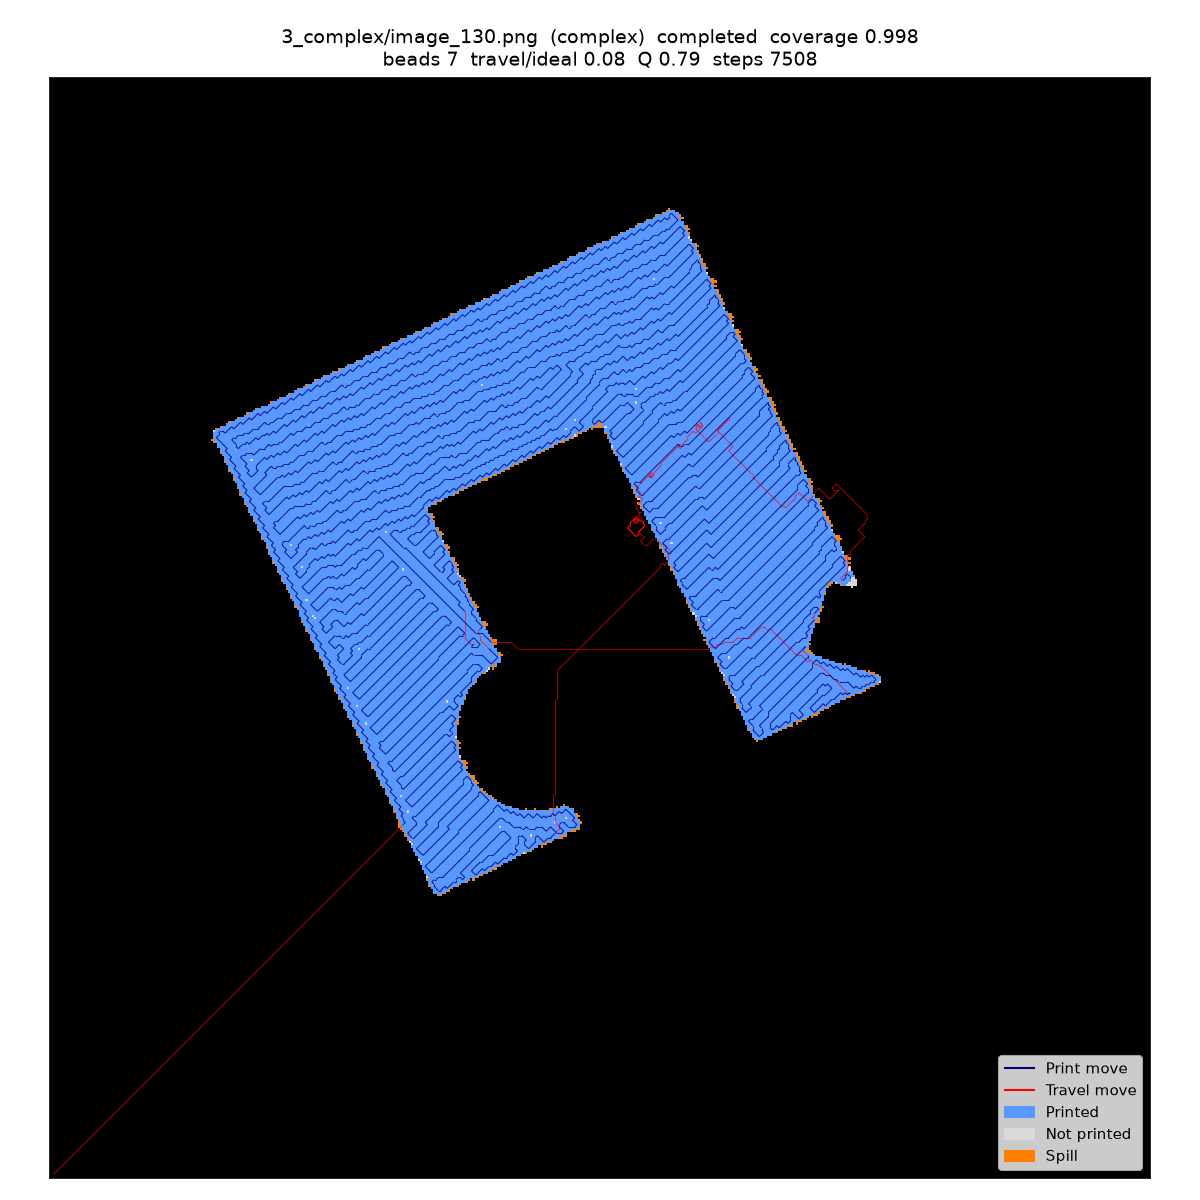 3_complex/image_130.png  (complex)  completed  coverage 0.998
beads 7  travel/ideal 0.08  Q 0.79  steps 7508
Print move
Travel move
Printed
Not printed
Spill